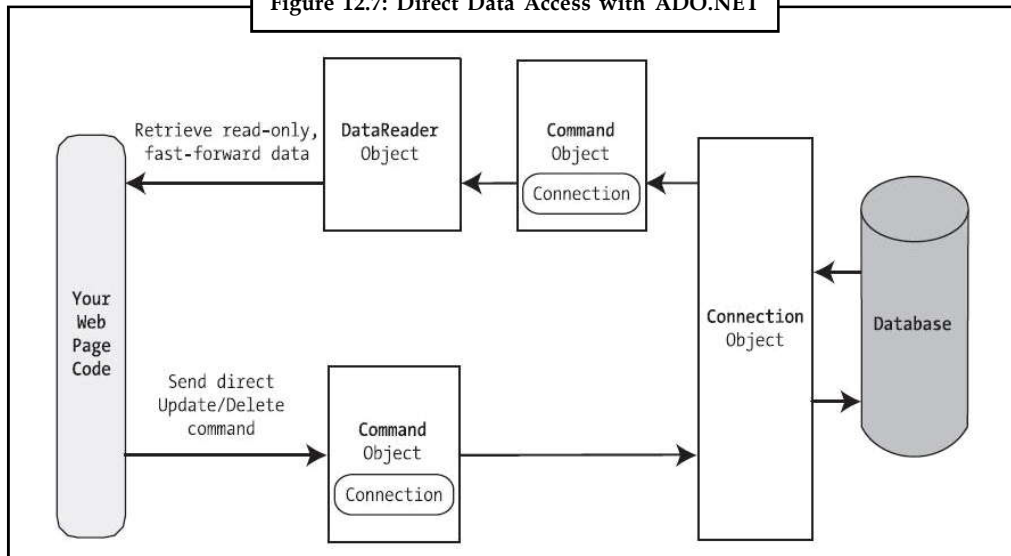 Figure 12.7: Direct Data Access with ADO.NET
Retrieve read-only,
fast-forward data
DataReader
Object
Command
Object
Connection
Your
Web
Page
Code
Connection
Object
Database
Send direct
Update/Delete
command
Command
Object
Connection